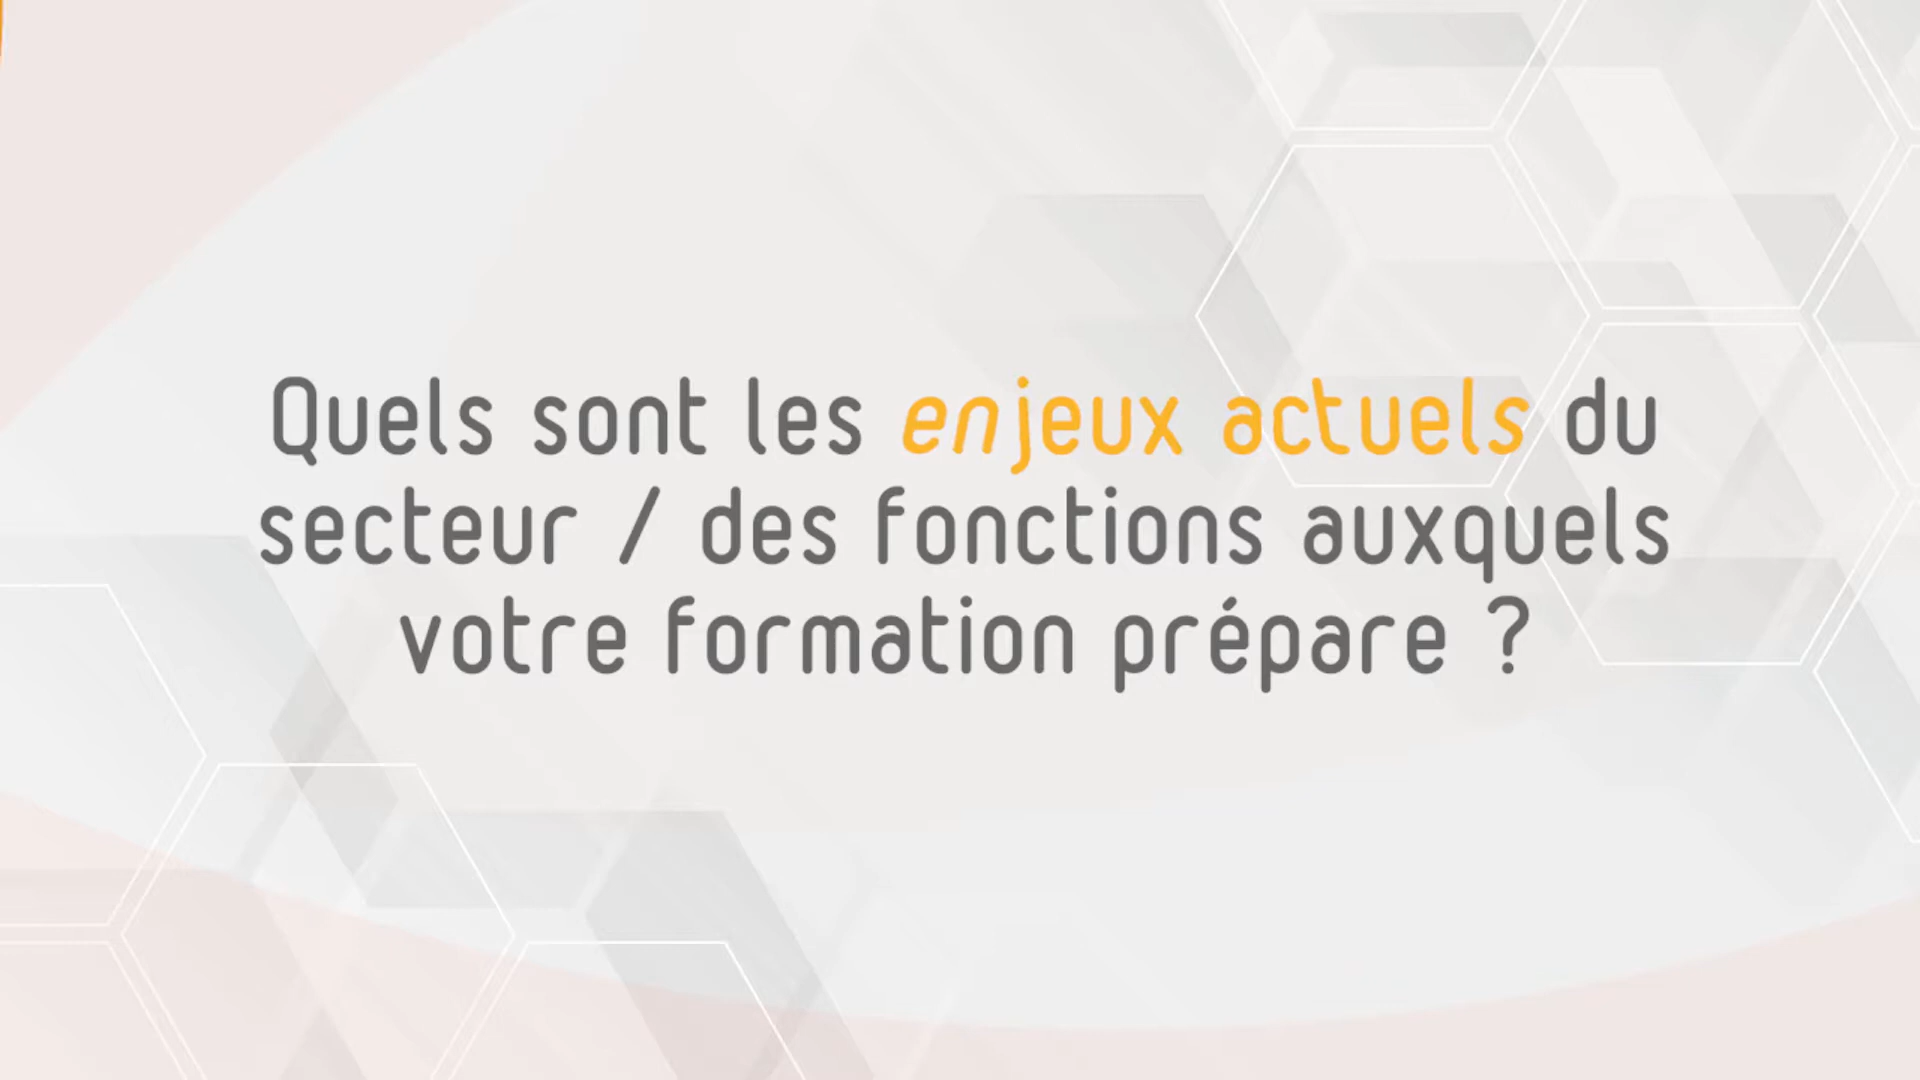 Quels sont les enjeux actuels du
secteur / des fonctions auxquels
votre formation prépare ?